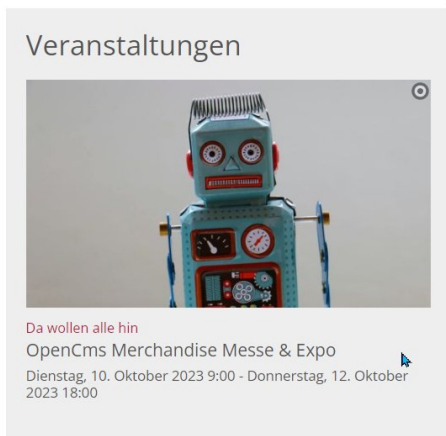 Veranstaltungen
Da wollen alle hin
OpenCms Merchandise Messe & Expo
Dienstag, 10. Oktober 2023 9:00 - Donnerstag, 12. Oktober
2023 18:00